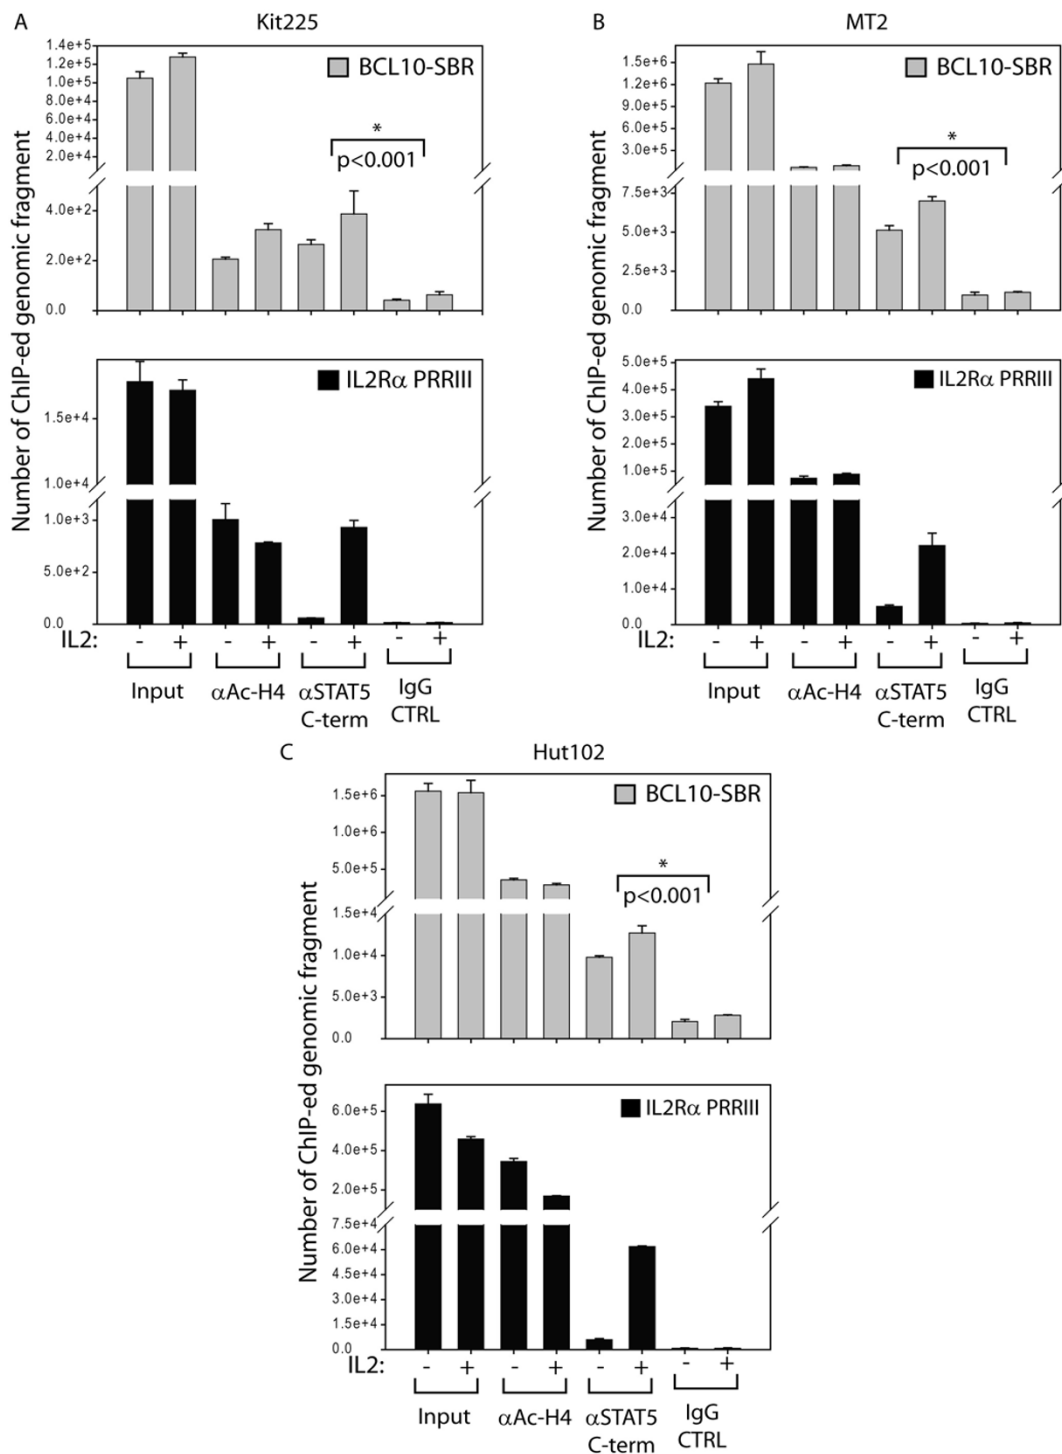 A
Kit225
Number of ChIP-ed genomic fragment
1.4e+5
1.2e+5
1.0e+5
8.0e+4
6.0e+4
4.0e+4
2.0e+4
4.0e+2
2.0e+2
0.0
BCL10-SBR
*
p<0.001
1.5e+4
1.0e+4
1.0e+3
5.0e+2
0.0
IL2Rα PRRIII
IL2: - + - + - + - +
Input αAc-H4 αSTAT5 IgG
C-term CTRL
B
MT2
Number of ChIP-ed genomic fragment
1.5e+6
1.2e+6
9.0e+5
6.0e+5
3.0e+5
7.5e+3
5.0e+3
2.5e+3
0.0
BCL10-SBR
*
p<0.001
5.0e+5
4.0e+5
3.0e+5
2.0e+5
1.0e+5
3.0e+4
2.0e+4
1.0e+4
0.0
IL2Rα PRRIII
- + - + - + - +
Input αAc-H4 αSTAT5 IgG
C-term CTRL
C
Hut102
Number of ChIP-ed genomic fragment
1.5e+6
1.0e+6
5.0e+5
1.5e+4
1.0e+4
5.0e+3
0.0
BCL10-SBR
*
p<0.001
6.0e+5
4.0e+5
2.0e+5
7.5e+4
6.0e+4
4.5e+4
3.0e+4
1.5e+4
0.0
IL2Rα PRRIII
IL2: - + - + - + - +
Input αAc-H4 αSTAT5 IgG
C-term CTRL